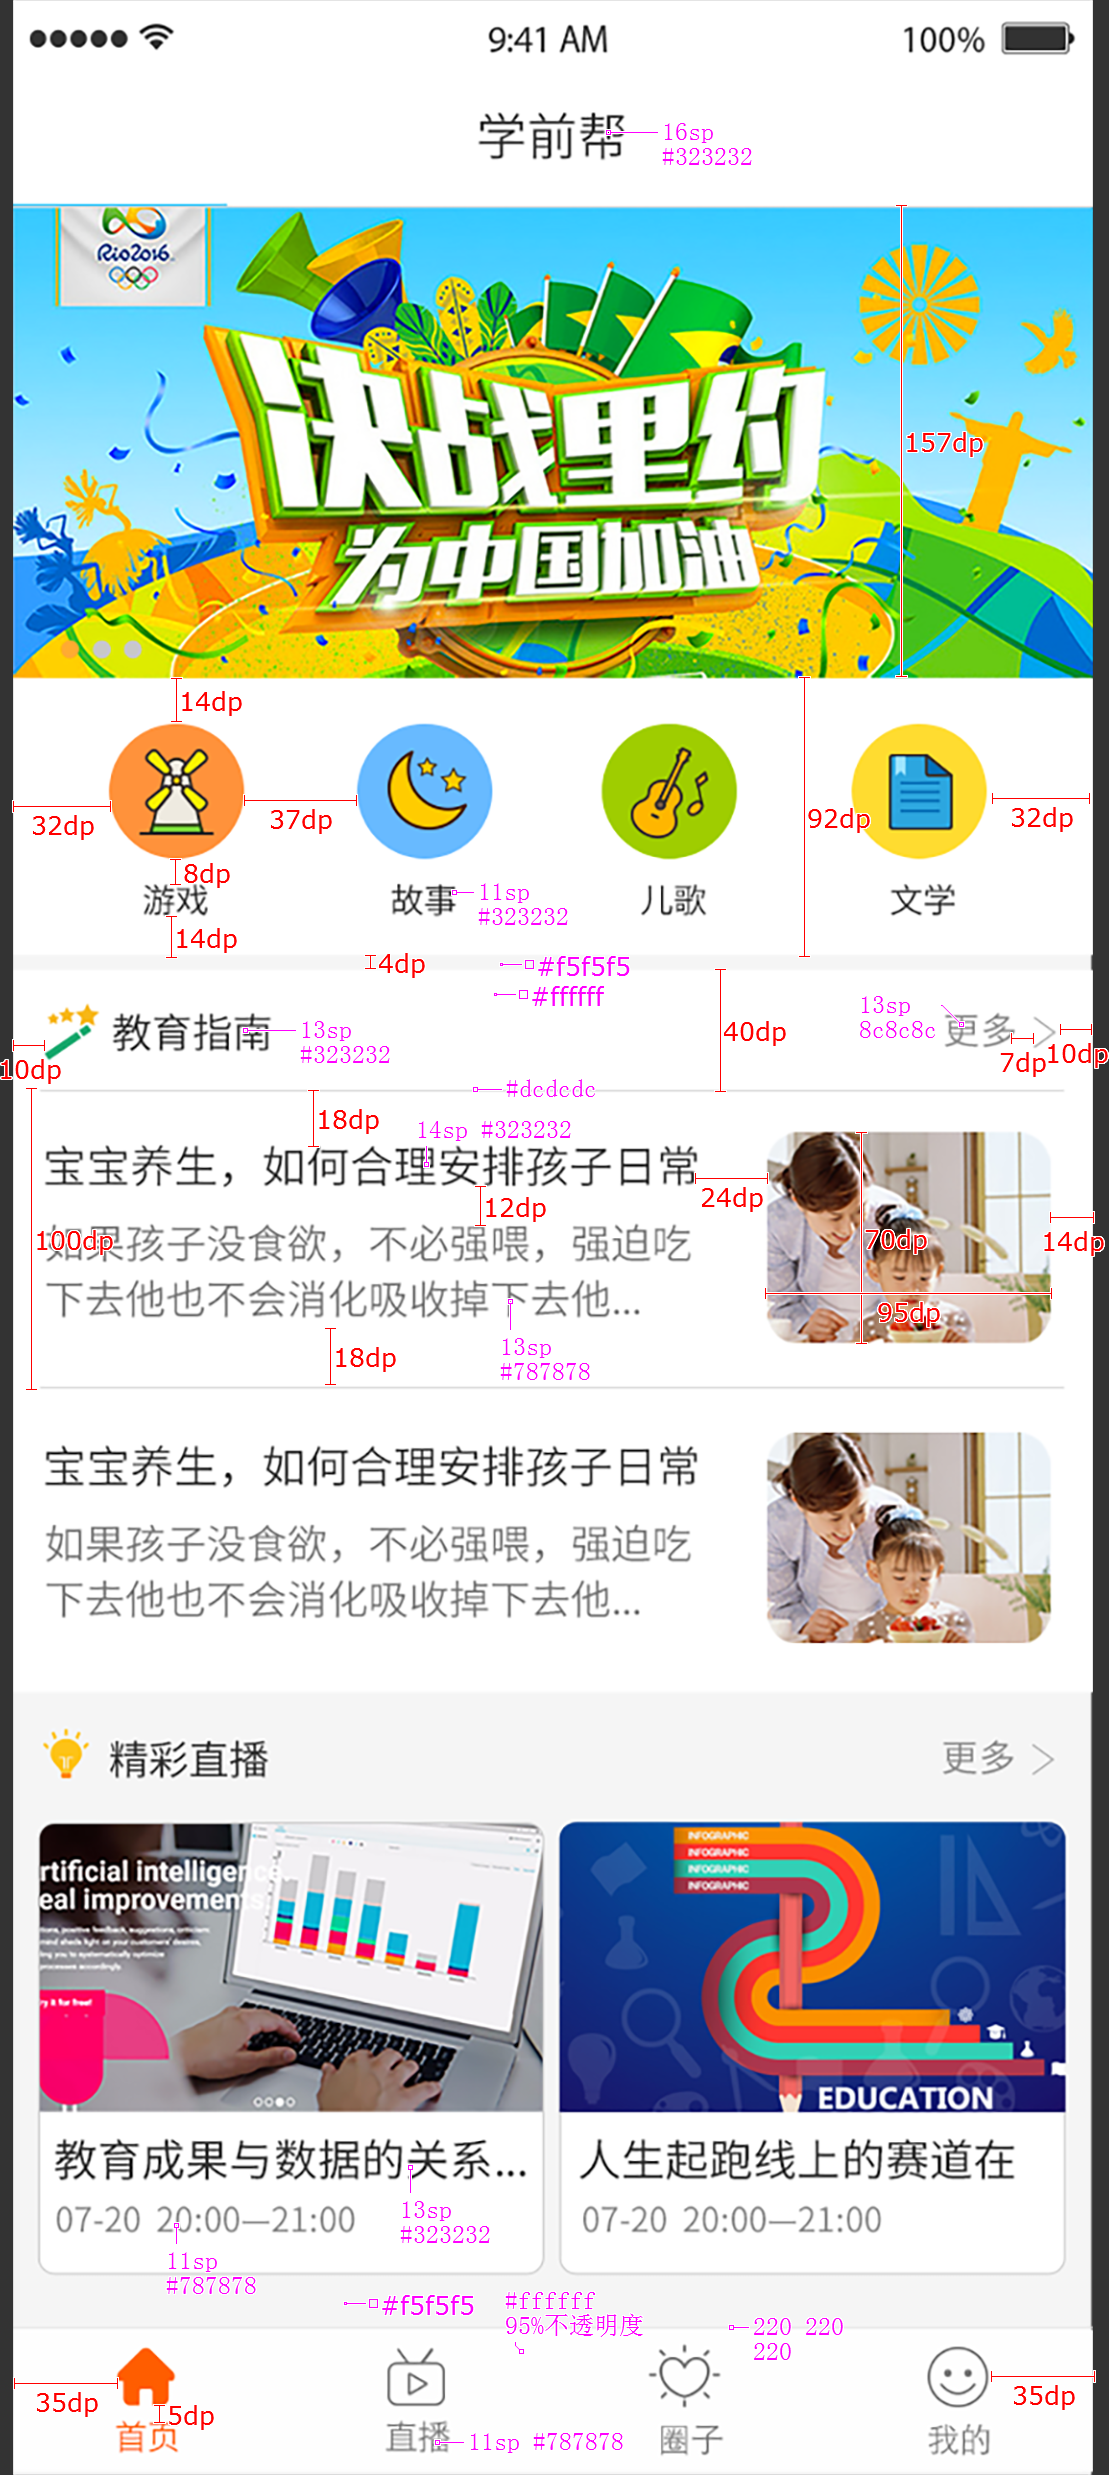 9:41 AM
100%
学前帮
16sp
#323232
Rio2016
决战里约
为中国加油
157dp
14dp
32dp
37dp
92dp
32dp
8dp
游戏
故事
11sp
#323232
儿歌
文学
14dp
4dp
#f5f5f5
#ffffff
教育指南
13sp
#323232
40dp
13sp
8c8c8c
更多
7dp
10dp
10dp
#dcdcdc
18dp
14sp #323232
宝宝养生，如何合理安排孩子日常
24dp
12dp
100dp
如果孩子没食欲，不必强喂，强迫吃
下去他也不会消化吸收掉下去他...
70dp
14dp
95dp
13sp
#787878
18dp
宝宝养生，如何合理安排孩子日常
如果孩子没食欲，不必强喂，强迫吃
下去他也不会消化吸收掉下去他...
精彩直播
更多
rtificial intelligence.
eal improvements
ry it for free!
INFOGRAPHIC
INFOGRAPHIC
INFOGRAPHIC
INFOGRAPHIC
EDUCATION
教育成果与数据的关系...
人生起跑线上的赛道在
07-20 20:00—21:00
13sp
#323232
07-20 20:00—21:00
11sp
#787878
#f5f5f5
#ffffff
95%不透明度
220 220
220
35dp
5dp
35dp
首页
直播
11sp #787878
圈子
我的